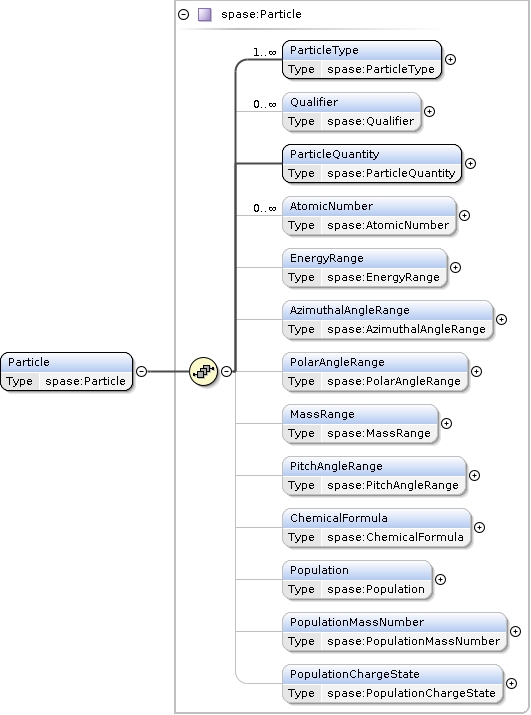 spase:Particle
1..∞
ParticleType
Type spase:ParticleType
0..∞
Qualifier
Type spase:Qualifier
ParticleQuantity
Type spase:ParticleQuantity
0..∞
AtomicNumber
Type spase:AtomicNumber
EnergyRange
Type spase:EnergyRange
AzimuthalAngleRange
Type spase:AzimuthalAngleRange
Particle
Type spase:Particle
PolarAngleRange
Type spase:PolarAngleRange
MassRange
Type spase:MassRange
PitchAngleRange
Type spase:PitchAngleRange
ChemicalFormula
Type spase:ChemicalFormula
Population
Type spase:Population
PopulationMassNumber
Type spase:PopulationMassNumber
PopulationChargeState
Type spase:PopulationChargeState